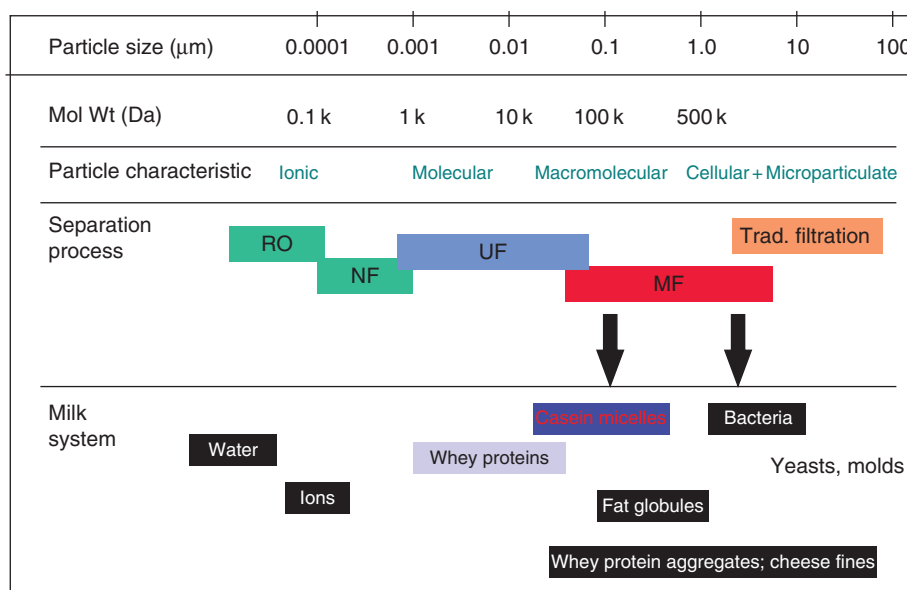 Particle size (μm) 0.0001 0.001 0.01 0.1 1.0 10 100
Mol Wt (Da) 0.1 k 1 k 10 k 100 k 500 k
Particle characteristic Ionic Molecular Macromolecular Cellular + Microparticulate
Separation
process
RO
NF
UF
MF
Trad. filtration
Milk
system
Casein micelles
Bacteria
Water
Whey proteins
Yeasts, molds
Ions
Fat globules
Whey protein aggregates; cheese fines